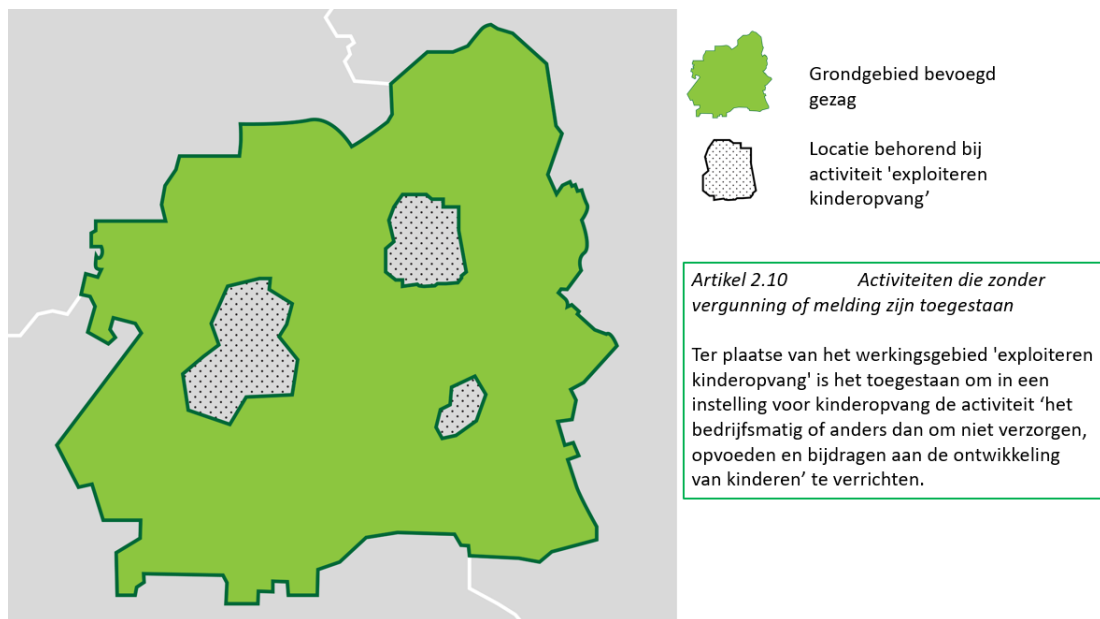 Grondgebied bevoegd
gezag
Locatie behorend bij
activiteit 'exploiteren
kinderopvang’
Artikel 2.10 Activiteiten die zonder
vergunning of melding zijn toegestaan
Ter plaatse van het werkingsgebied 'exploiteren
kinderopvang' is het toegestaan om in een
instelling voor kinderopvang de activiteit ‘het
bedrijfsmatig of anders dan om niet verzorgen,
opvoeden en bijdragen aan de ontwikkeling
van kinderen’ te verrichten.